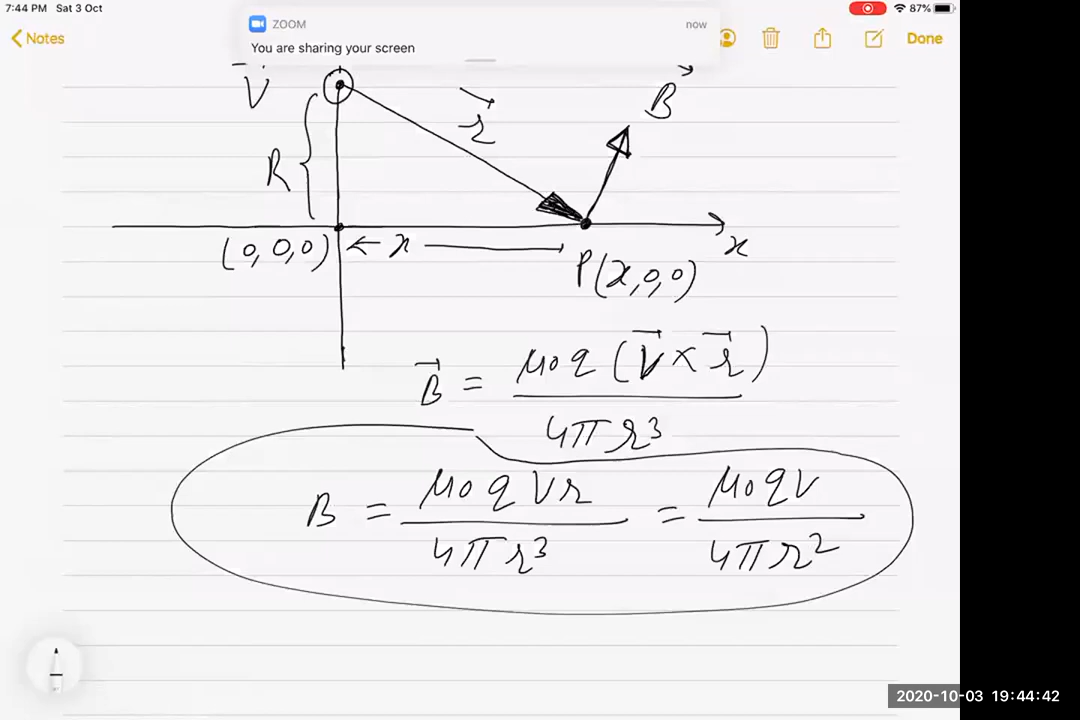 7:44 PM Sat 3 Oct
87%
ZOOM now
You are sharing your screen
Notes
Done
V⃗
r⃗
B⃗
R
(0,0,0) ← x
x
P(x,0,0)
B⃗ = μ0 q (V⃗ × r⃗) / 4π r³
B = μ0 q V r / 4π r³ = μ0 q V / 4π r²
2020-10-03 19:44:42